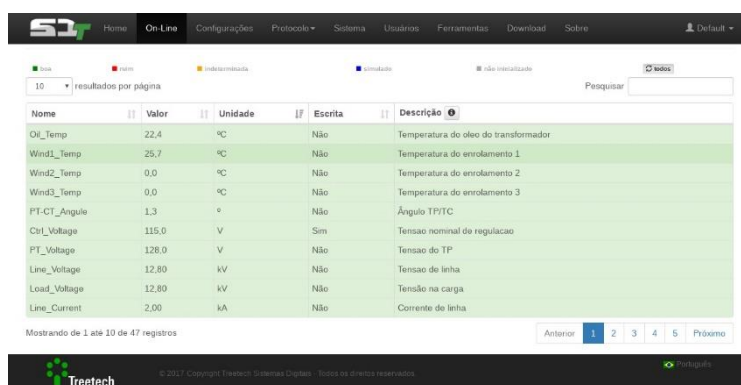 SDT Home On-Line Configurações Protocolo Sistema Usuários Ferramentas Download Sobre Default
boa ruim indeterminada simulado não inicializado todos
10 resultados por página Pesquisar
Nome Valor Unidade Escrita Descrição
Oil_Temp 22,4 ºC Não Temperatura do oleo do transformador
Wind1_Temp 25,7 ºC Não Temperatura do enrolamento 1
Wind2_Temp 0,0 ºC Não Temperatura do enrolamento 2
Wind3_Temp 0,0 ºC Não Temperatura do enrolamento 3
PT-CT_Angule 1,3 º Não Ângulo TP/TC
Ctrl_Voltage 115,0 V Sim Tensao nominal de regulacao
PT_Voltage 128,0 V Não Tensao do TP
Line_Voltage 12,80 kV Não Tensao de linha
Load_Voltage 12,80 kV Não Tensão na carga
Line_Current 2,00 kA Não Corrente de linha
Mostrando de 1 até 10 de 47 registros Anterior 1 2 3 4 5 Próximo
Treetech © 2017 Copyright Treetech Sistemas Digitais - Todos os direitos reservados Português